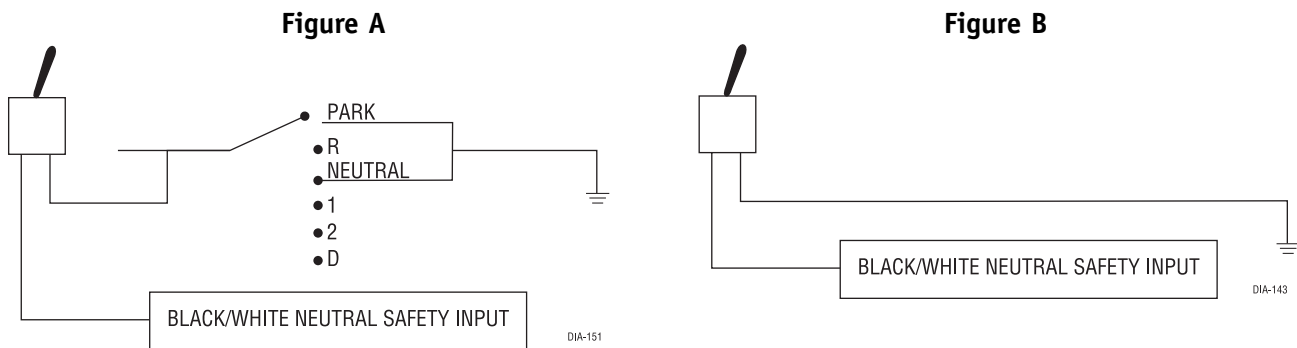 Figure A
PARK
R
NEUTRAL
1
2
D
BLACK/WHITE NEUTRAL SAFETY INPUT
DIA-151
Figure B
BLACK/WHITE NEUTRAL SAFETY INPUT
DIA-143